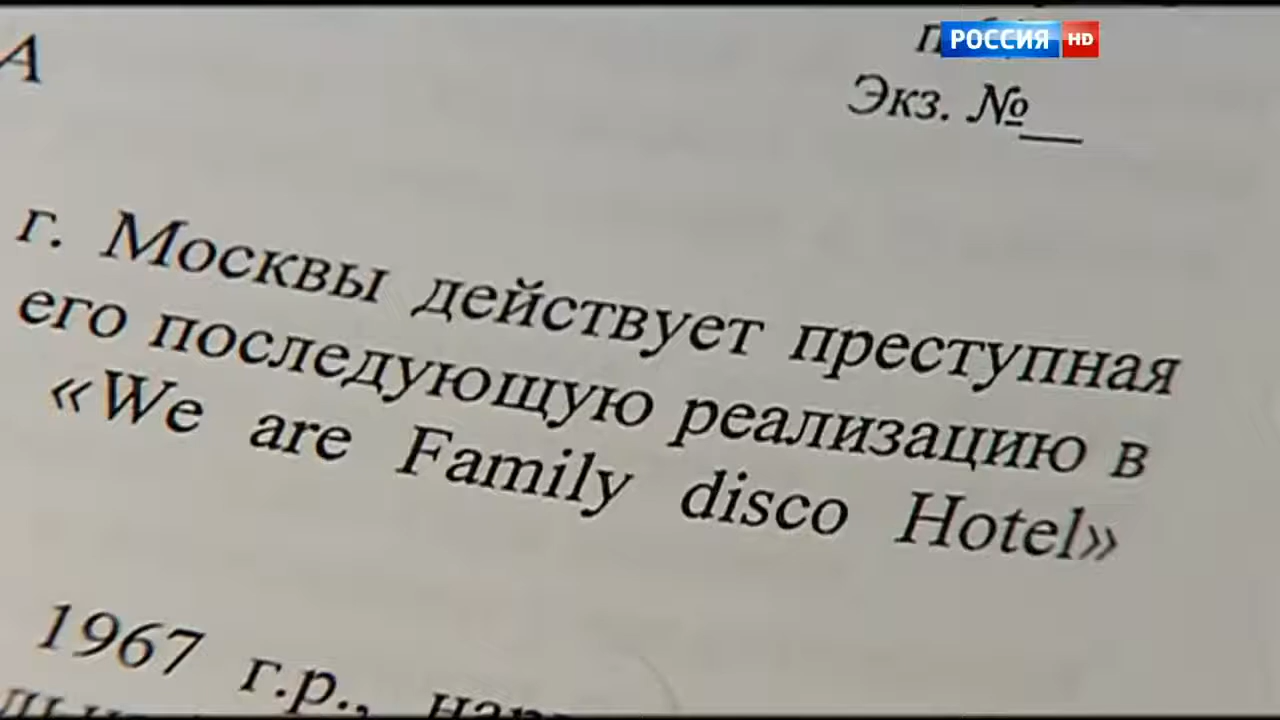 А
РОССИЯ HD
Экз. №__
г. Москвы действует преступная
его последующую реализацию в
«We are Family disco Hotel»
1967 г.р.,